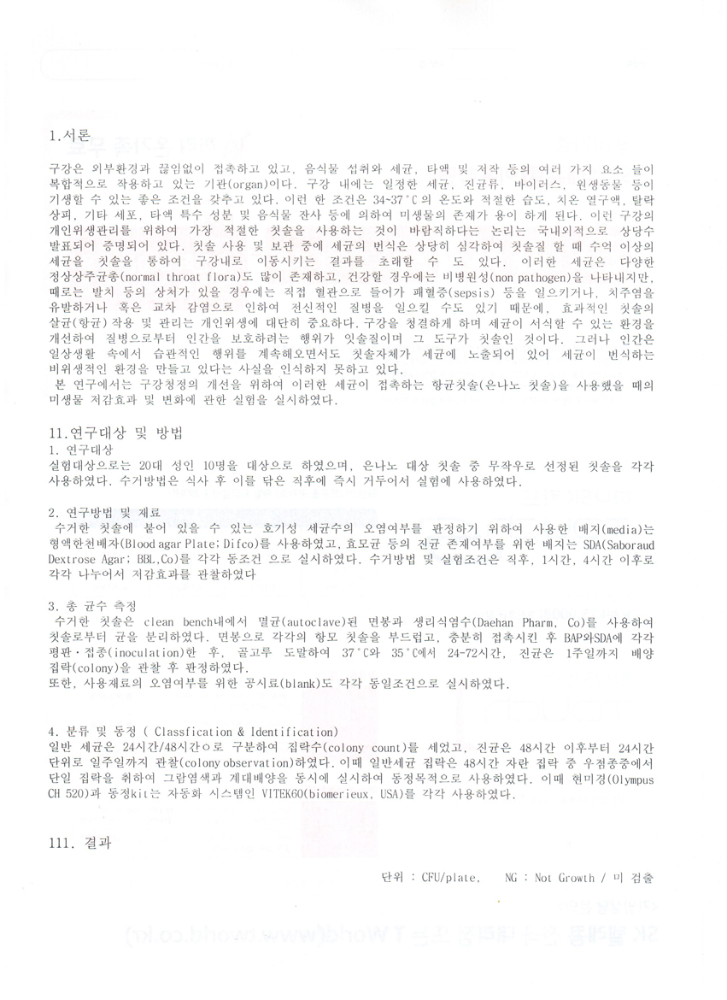 1.서론
구강은 외부환경과 끊임없이 접촉하고 있고, 음식물 섭취와 세균, 타액 및 저작 등의 여러 가지 요소 들이
복합적으로 작용하고 있는 기관(organ)이다. 구강 내에는 일정한 세균, 진균류, 바이러스, 원생동물 등이
기생할 수 있는 좋은 조건을 갖추고 있다. 이런 한 조건은 34~37˚C의 온도와 적절한 습도, 치은 열구액, 탈락
상피, 기타 세포, 타액 특수 성분 및 음식물 잔사 등에 의하여 미생물의 존재가 용이 하게 된다. 이런 구강의
개인위생관리를 위하여 가장 적절한 칫솔을 사용하는 것이 바람직하다는 논리는 국내외적으로 상당수
발표되어 증명되어 있다. 칫솔 사용 및 보관 중에 세균의 번식은 상당히 심각하여 칫솔질 할 때 수억 이상의
세균을 칫솔을 통하여 구강내로 이동시키는 결과를 초래할 수 도 있다. 이러한 세균은 다양한
정상상주균총(normal throat flora)도 많이 존재하고, 건강할 경우에는 비병원성(non pathogen)을 나타내지만,
때로는 발치 등의 상처가 있을 경우에는 직접 혈관으로 들어가 패혈증(sepsis) 등을 일으키거나, 치주염을
유발하거나 혹은 교차 감염으로 인하여 전신적인 질병을 일으킬 수도 있기 때문에, 효과적인 칫솔의
살균(항균)작용 및 관리는 개인위생에 대단히 중요하다. 구강을 청결하게 하며 세균이 서식할 수 있는 환경을
개선하여 질병으로부터 인간을 보호하려는 행위가 잇솔질이며 그 도구가 칫솔인 것이다. 그러나 인간은
일상생활 속에서 습관적인 행위를 계속해오면서도 칫솔자체가 세균에 노출되어 있어 세균이 번식하는
비위생적인 환경을 만들고 있다는 사실을 인식하지 못하고 있다.
본 연구에서는 구강청정의 개선을 위하여 이러한 세균이 접촉하는 항균칫솔(은나노 칫솔)을 사용했을 때의
미생물 저감효과 및 변화에 관한 실험을 실시하였다.
11.연구대상 및 방법
1. 연구대상
실험대상으로는 20대 성인 10명을 대상으로 하였으며, 은나노 대상 칫솔 중 무작우로 선정된 칫솔을 각각
사용하였다. 수거방법은 식사 후 이를 닦은 직후에 즉시 거두어서 실험에 사용하였다.
2. 연구방법 및 재료
수거한 칫솔에 붙어 있을 수 있는 호기성 세균수의 오염여부를 판정하기 위하여 사용한 배지(media)는
혈액한천배자(Blood agar Plate; Difco)를 사용하였고, 효모균 등의 진균 존재여부를 위한 배지는 SDA(Saboraud
Dextrose Agar; BBL,Co)를 각각 동조건 으로 실시하였다. 수거방법 및 실험조건은 직후, 1시간, 4시간 이후로
각각 나누어서 저감효과를 관찰하였다
3. 총 균수 측정
수거한 칫솔은 clean bench내에서 멸균(autoclave)된 면봉과 생리식염수(Daehan Pharm, Co)를 사용하여
칫솔로부터 균을 분리하였다. 면봉으로 각각의 항모 칫솔을 부드럽고, 충분히 접촉시킨 후 BAP와SDA에 각각
평판·접종(inoculation)한 후, 골고루 도말하여 37˚C와 35˚C에서 24-72시간, 진균은 1주일까지 배양
집락(colony)을 관찰 후 판정하였다.
또한, 사용재료의 오염여부를 위한 공시료(blank)도 각각 동일조건으로 실시하였다.
4. 분류 및 동정 ( Classfication & Identification)
일반 세균은 24시간/48시간ㅇ로 구분하여 집락수(colony count)를 세었고, 진균은 48시간 이후부터 24시간
단위로 일주일까지 관찰(colony observation)하였다. 이때 일반세균 집락은 48시간 자란 집락 중 우점종중에서
단일 집락을 취하여 그람염색과 계대배양을 동시에 실시하여 동정목적으로 사용하였다. 이때 현미경(Olympus
CH 520)과 동정kit는 자동화 시스템인 VITEK60(biomerieux, USA)를 각각 사용하였다.
111. 결과
단위 : CFU/plate, NG : Not Growth / 미 검출